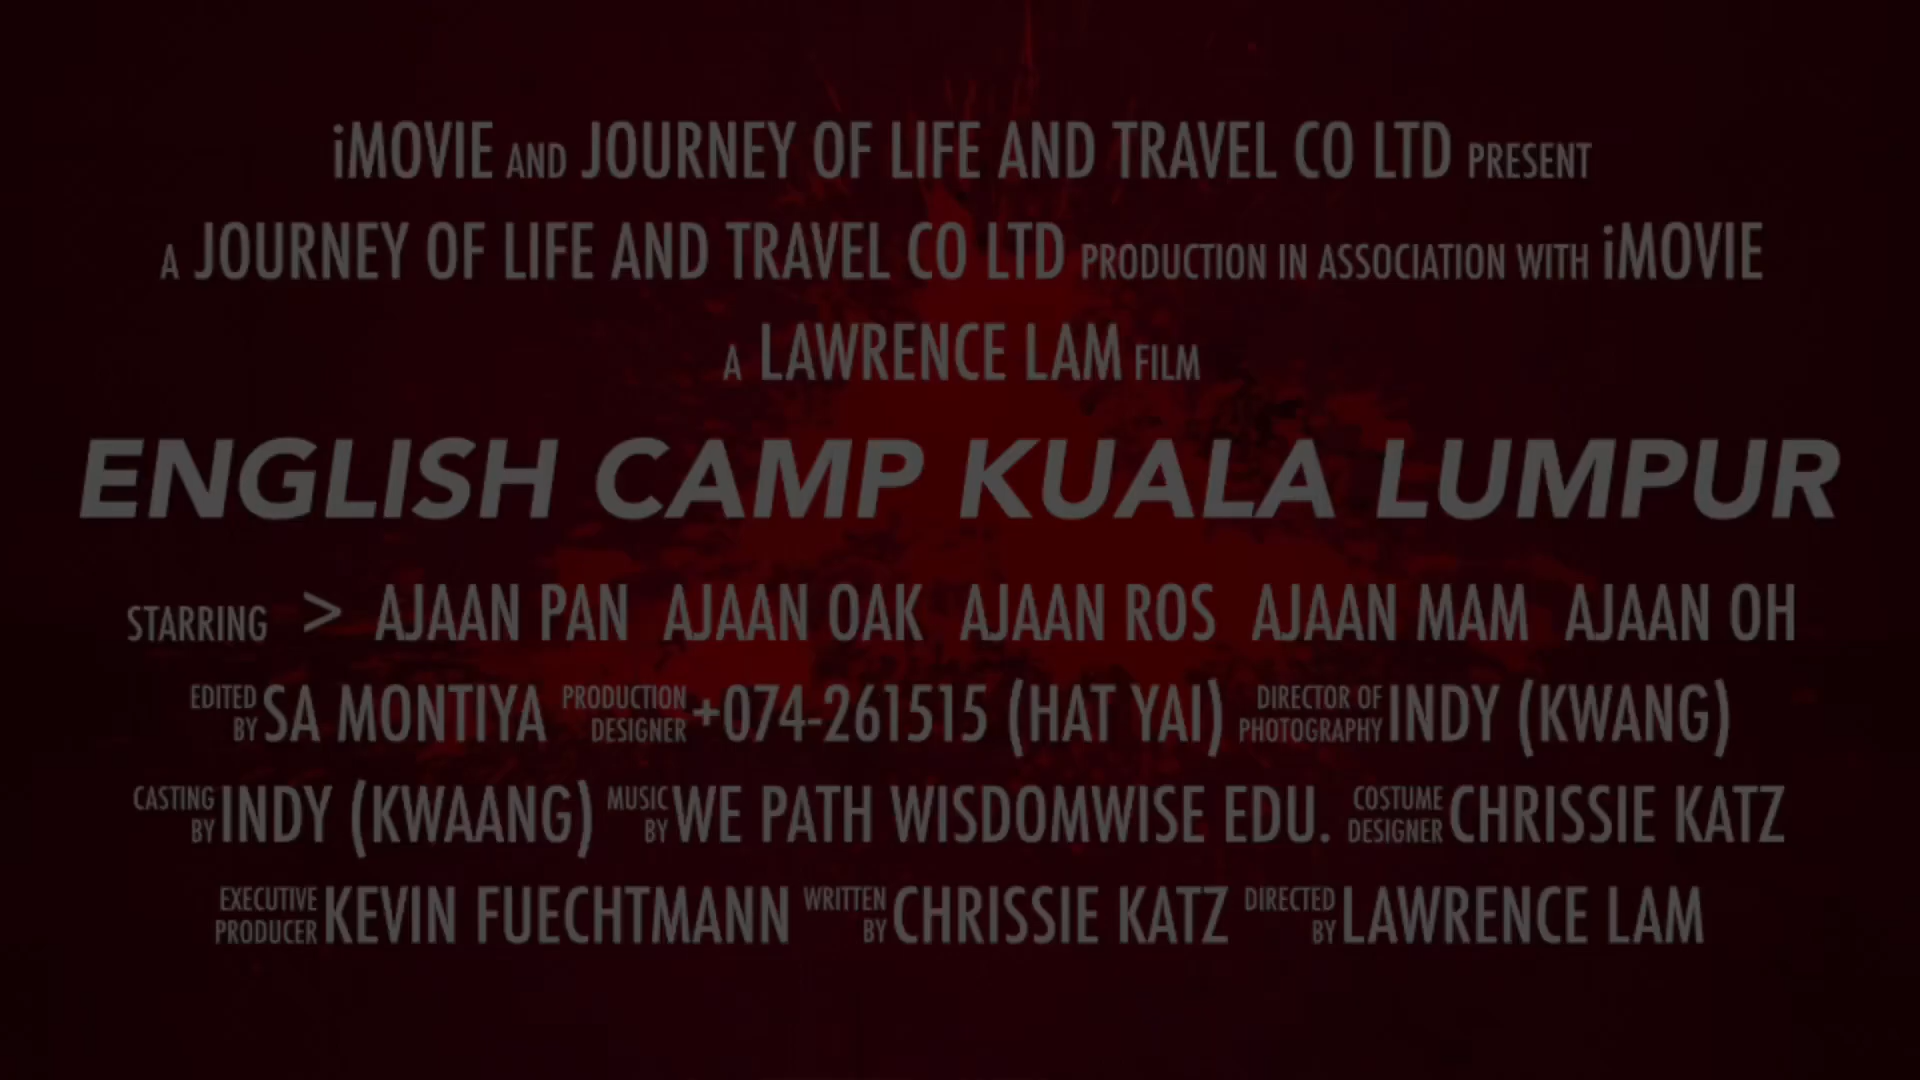 iMOVIE AND JOURNEY OF LIFE AND TRAVEL CO LTD PRESENT
A JOURNEY OF LIFE AND TRAVEL CO LTD PRODUCTION IN ASSOCIATION WITH iMOVIE
A LAWRENCE LAM FILM
ENGLISH CAMP KUALA LUMPUR
STARRING > AJAAN PAN AJAAN OAK AJAAN ROS AJAAN MAM AJAAN OH
EDITED BY SA MONTIYA PRODUCTION DESIGNER +074-261515 (HAT YAI) DIRECTOR OF PHOTOGRAPHY INDY (KWANG)
CASTING BY INDY (KWAANG) MUSIC BY WE PATH WISDOMWISE EDU. COSTUME DESIGNER CHRISSIE KATZ
EXECUTIVE PRODUCER KEVIN FUECHTMANN WRITTEN BY CHRISSIE KATZ DIRECTED BY LAWRENCE LAM